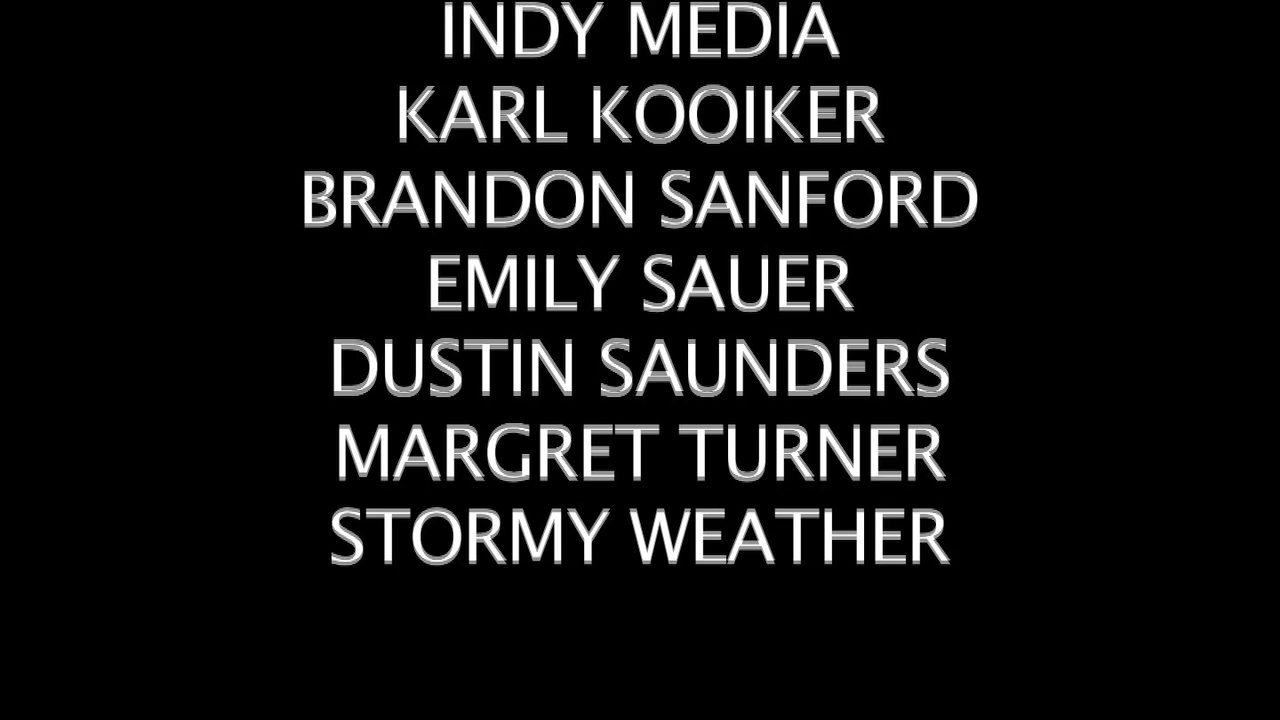 INDY MEDIA
KARL KOOIKER
BRANDON SANFORD
EMILY SAUER
DUSTIN SAUNDERS
MARGRET TURNER
STORMY WEATHER